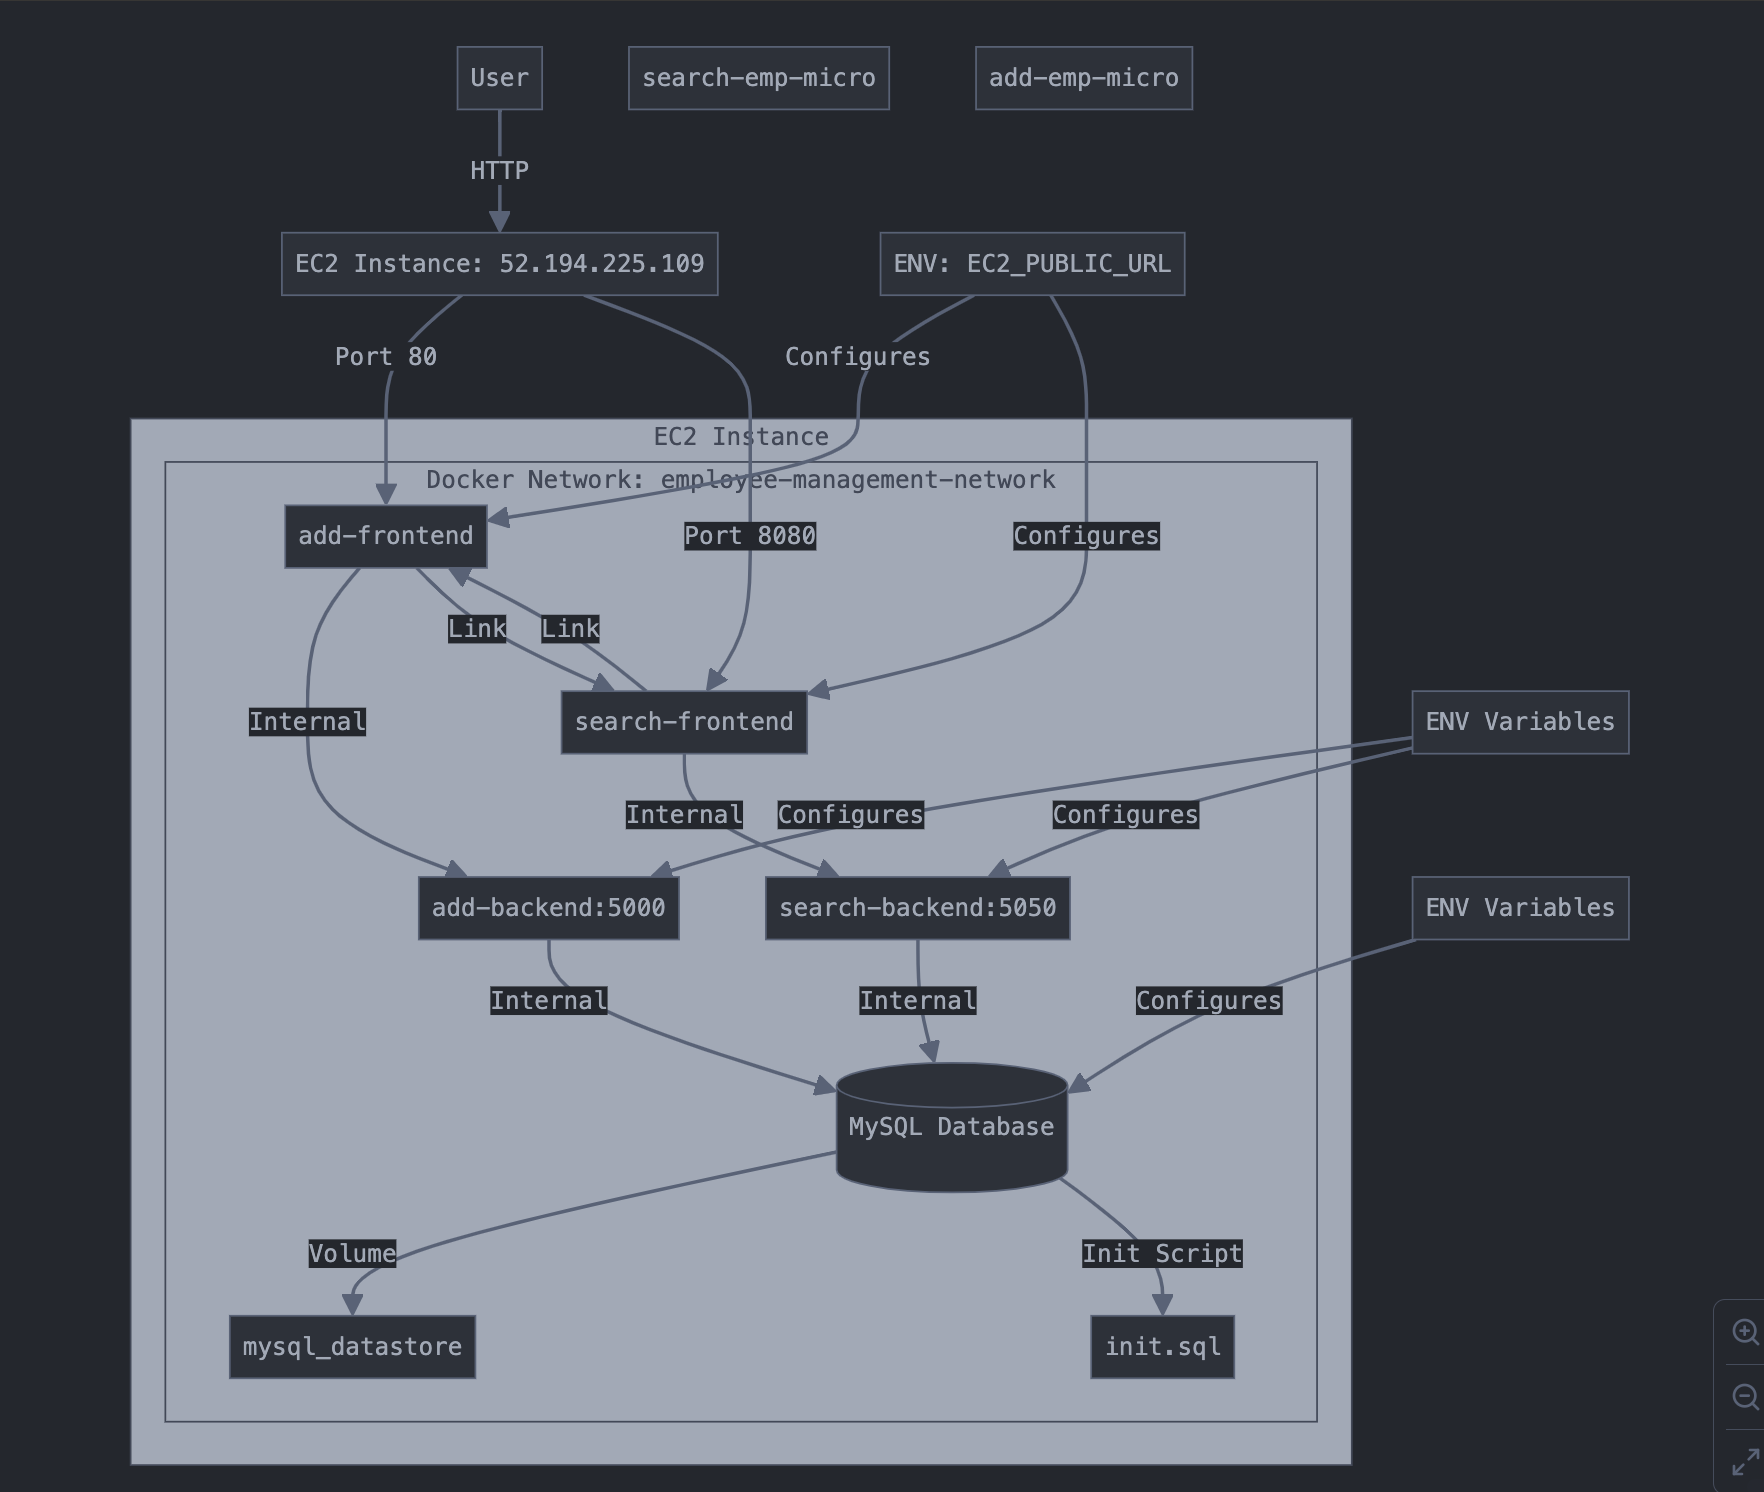 User
search-emp-micro
add-emp-micro
HTTP
EC2 Instance: 52.194.225.109
ENV: EC2_PUBLIC_URL
Port 80
Configures
EC2 Instance
Docker Network: employee-management-network
add-frontend
Port 8080
Configures
Link
Link
Internal
search-frontend
ENV Variables
Internal
Configures
Configures
add-backend:5000
search-backend:5050
ENV Variables
Internal
Internal
Configures
MySQL Database
Volume
Init Script
mysql_datastore
init.sql